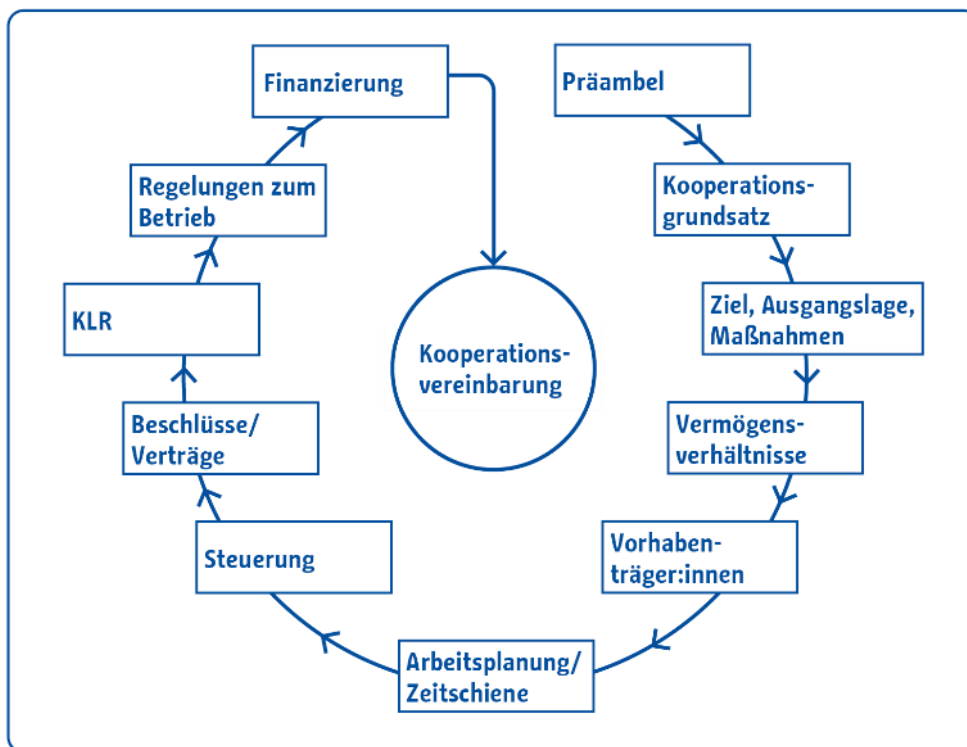 Präambel
Kooperations-
grundsatz
Ziel, Ausgangslage,
Maßnahmen
Vermögens-
verhältnisse
Vorhaben-
träger:innen
Arbeitsplanung/
Zeitschiene
Steuerung
Beschlüsse/
Verträge
KLR
Regelungen zum
Betrieb
Finanzierung
Kooperations-
vereinbarung